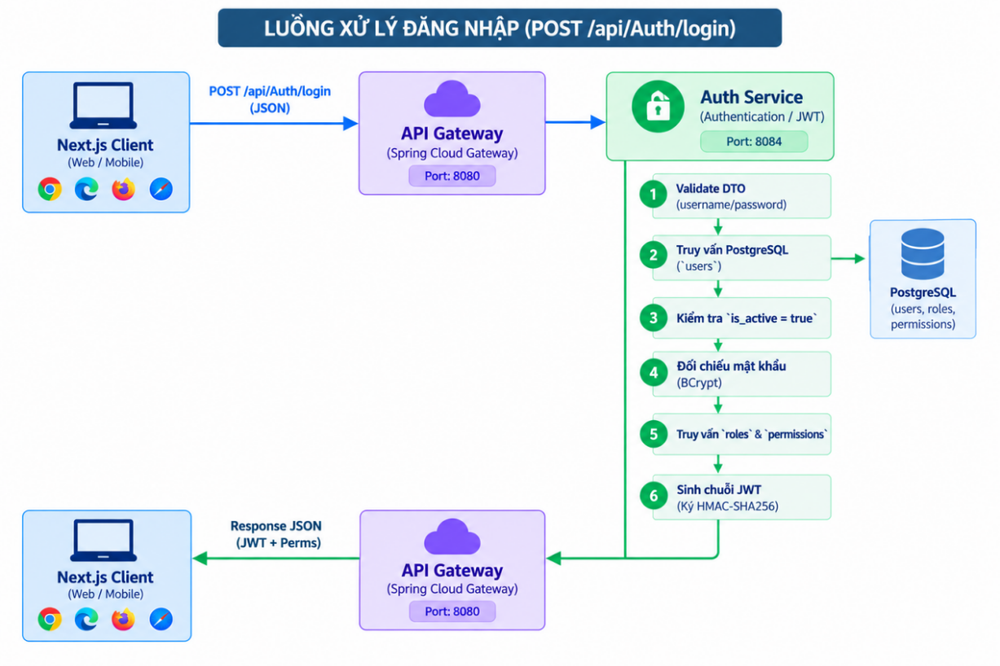 LUỒNG XỬ LÝ ĐĂNG NHẬP (POST /api/Auth/login)
Next.js Client
(Web / Mobile)
POST /api/Auth/login
(JSON)
API Gateway
(Spring Cloud Gateway)
Port: 8080
Auth Service
(Authentication / JWT)
Port: 8084
1
Validate DTO
(username/password)
2
Truy vấn PostgreSQL
(`users`)
PostgreSQL
(users, roles,
permissions)
3
Kiểm tra `is_active = true`
4
Đối chiếu mật khẩu
(BCrypt)
5
Truy vấn `roles` & `permissions`
6
Sinh chuỗi JWT
(Ký HMAC-SHA256)
Next.js Client
(Web / Mobile)
Response JSON
(JWT + Perms)
API Gateway
(Spring Cloud Gateway)
Port: 8080